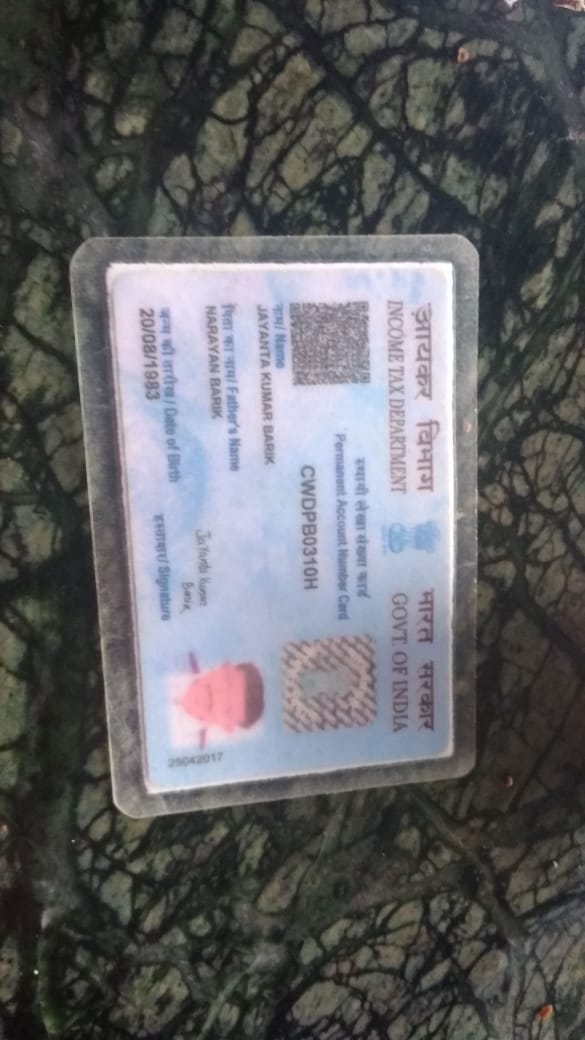 आयकर विभाग
INCOME TAX DEPARTMENT
भारत सरकार
GOVT. OF INDIA
स्थायी लेखा संख्या कार्ड
Permanent Account Number Card
CWDPB0310H
नाम/ Name
JAYANTA KUMAR BARIK
पिता का नाम/ Father's Name
NARAYAN BARIK
जन्म की तारीख / Date of Birth
20/08/1983
Jayanta Kumar
Barik
हस्ताक्षर/ Signature
25042017